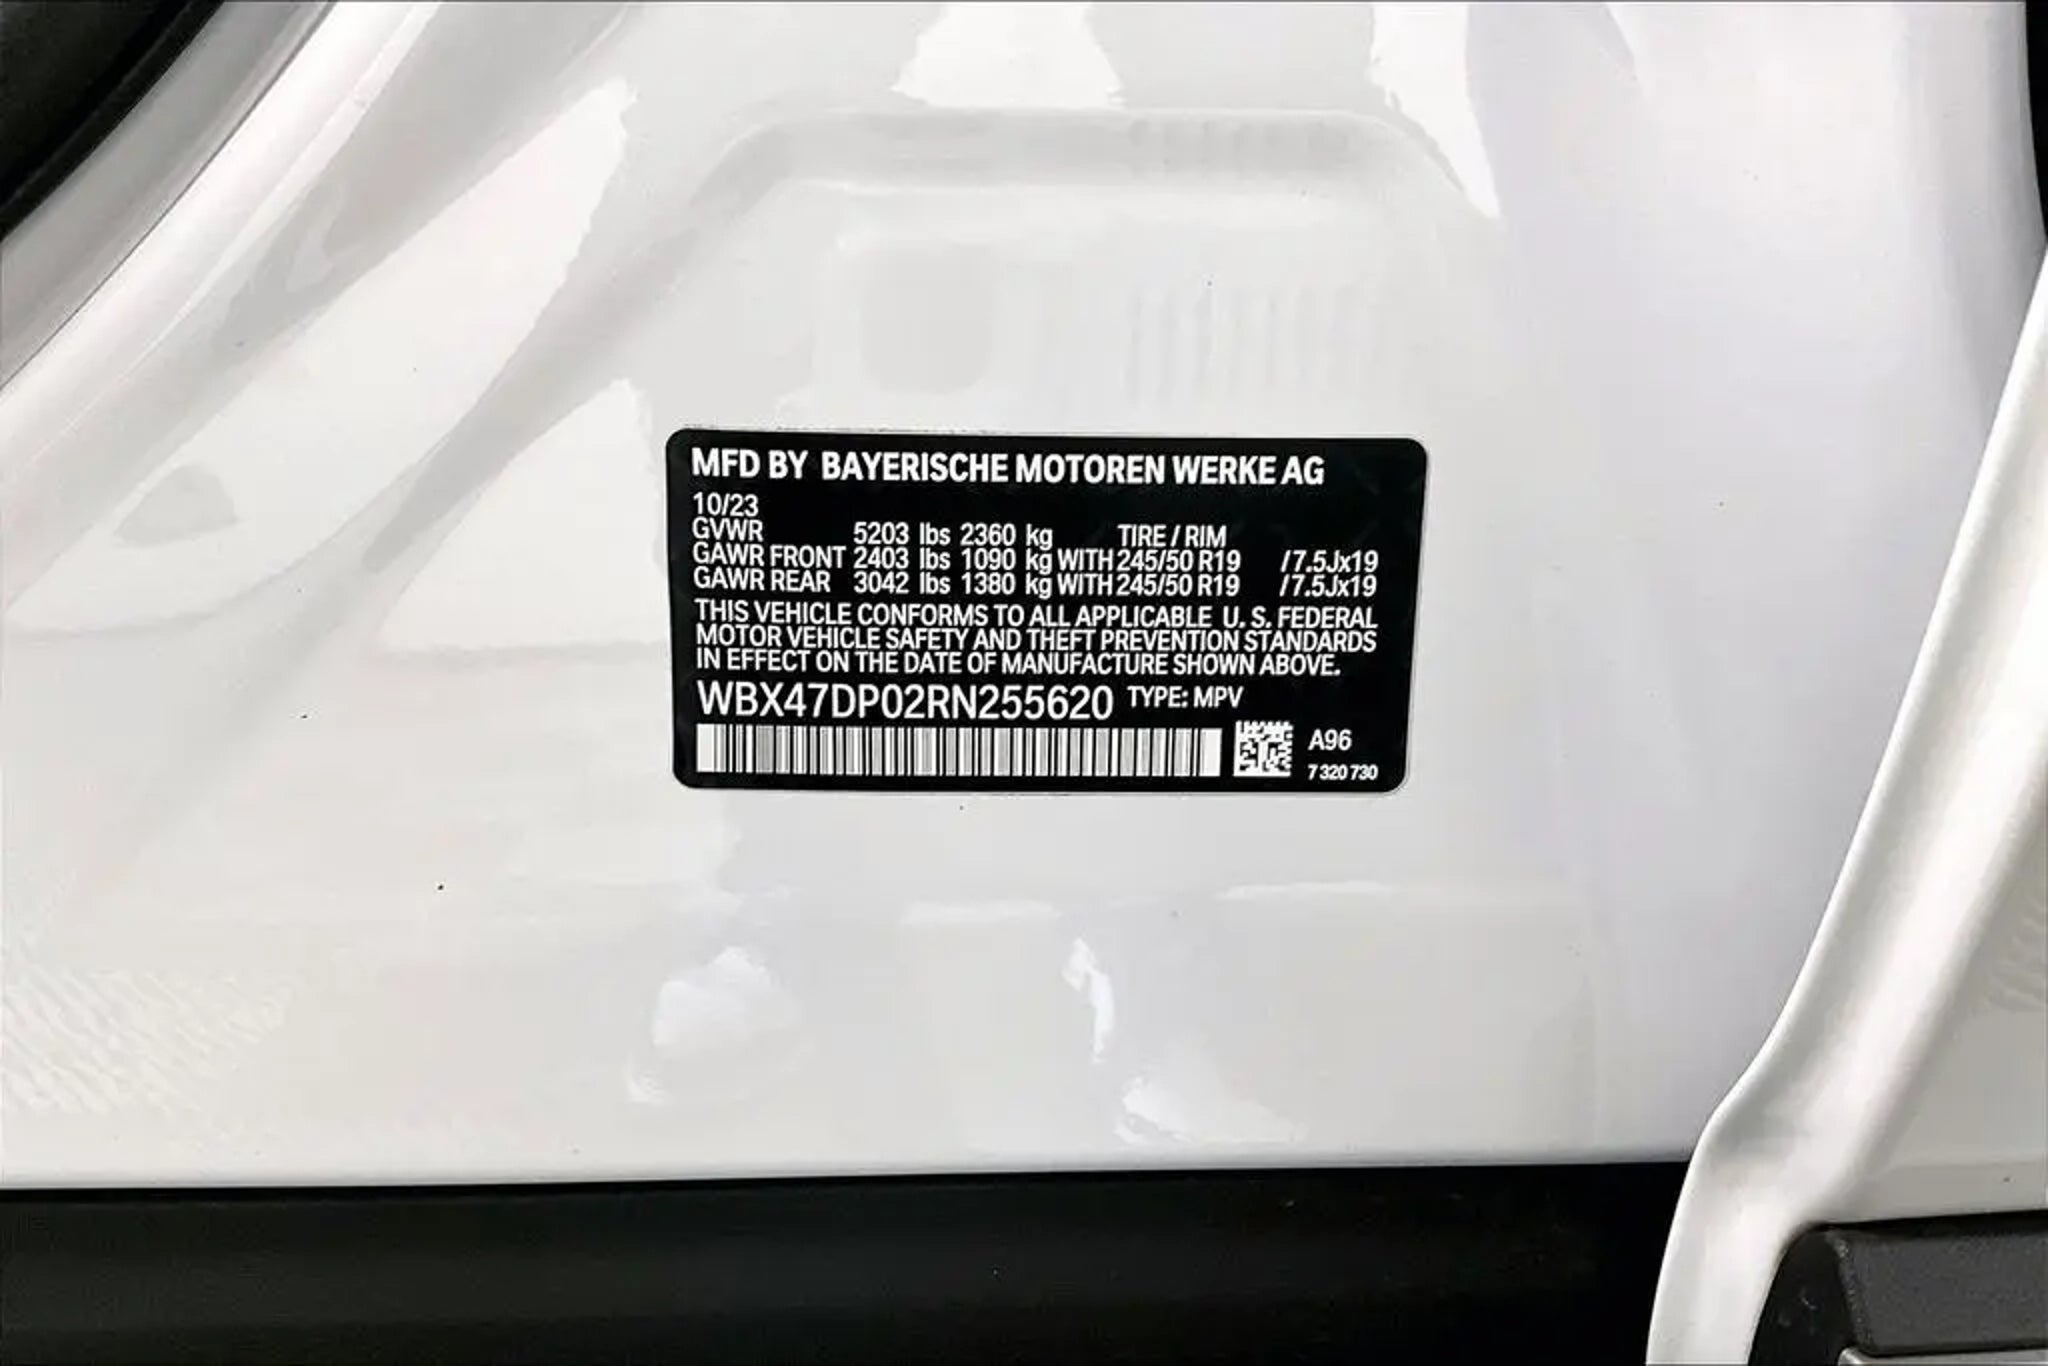 MFD BY BAYERISCHE MOTOREN WERKE AG
10/23
GVWR 5203 lbs 2360 kg TIRE / RIM
GAWR FRONT 2403 lbs 1090 kg WITH 245/50 R19 / 7.5Jx19
GAWR REAR 3042 lbs 1380 kg WITH 245/50 R19 / 7.5Jx19
THIS VEHICLE CONFORMS TO ALL APPLICABLE U. S. FEDERAL
MOTOR VEHICLE SAFETY AND THEFT PREVENTION STANDARDS
IN EFFECT ON THE DATE OF MANUFACTURE SHOWN ABOVE.
WBX47DP02RN255620 TYPE: MPV
A96
7 320 730